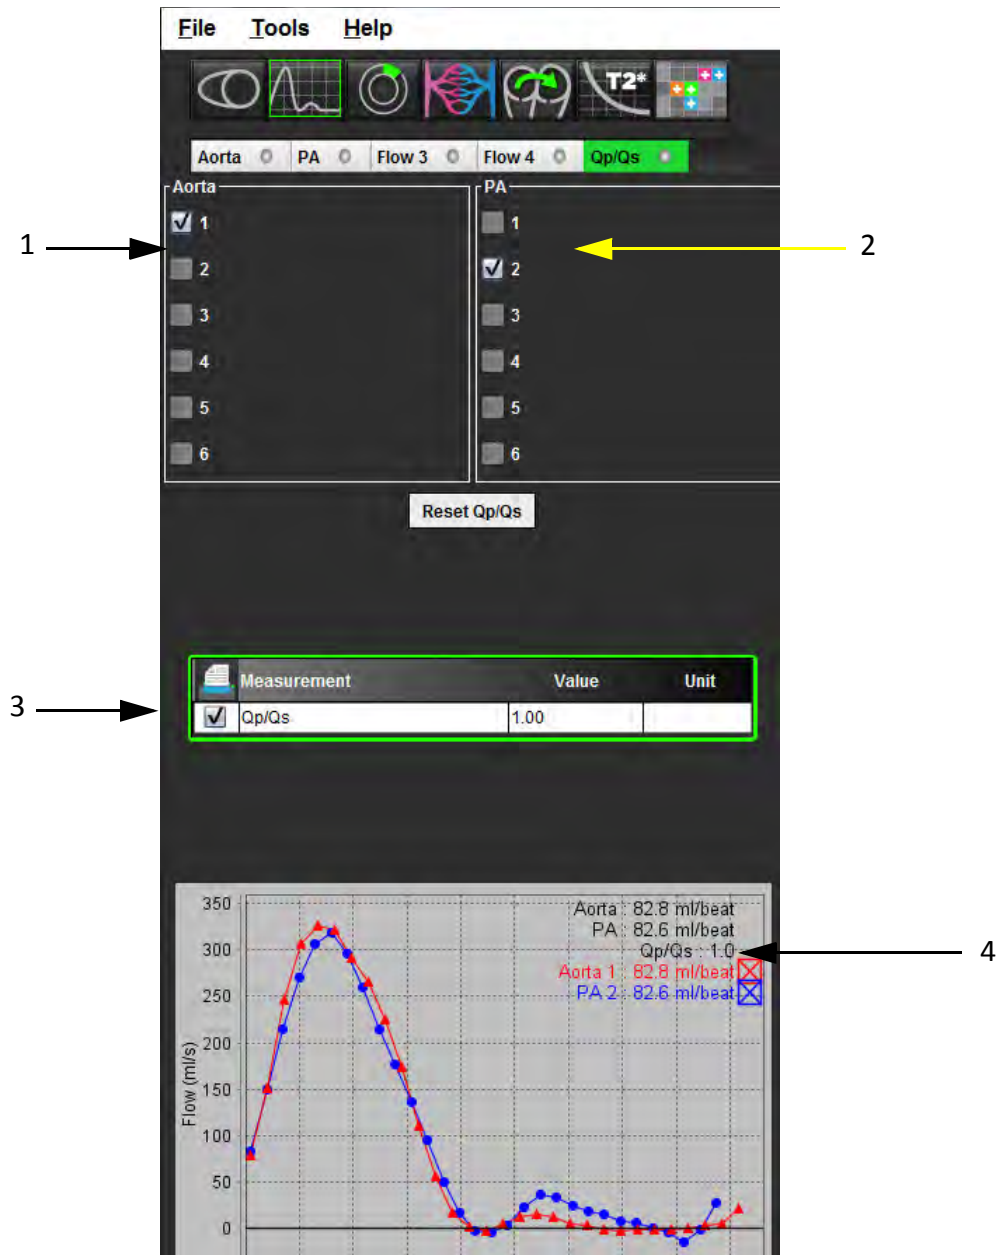 File Tools Help
T2*
Aorta PA Flow 3 Flow 4 Qp/Qs
Aorta PA
1 1
1 2
2 2
3 3
4 4
5 5
6 6
Reset Qp/Qs
Measurement Value Unit
3
Qp/Qs 1.00
350
Aorta : 82.8 ml/beat
PA : 82.6 ml/beat
300
Qp/Qs : 1.0
4
Aorta 1 : 82.8 ml/beat
PA 2 : 82.6 ml/beat
250
200
150
100
50
0
Flow (ml/s)